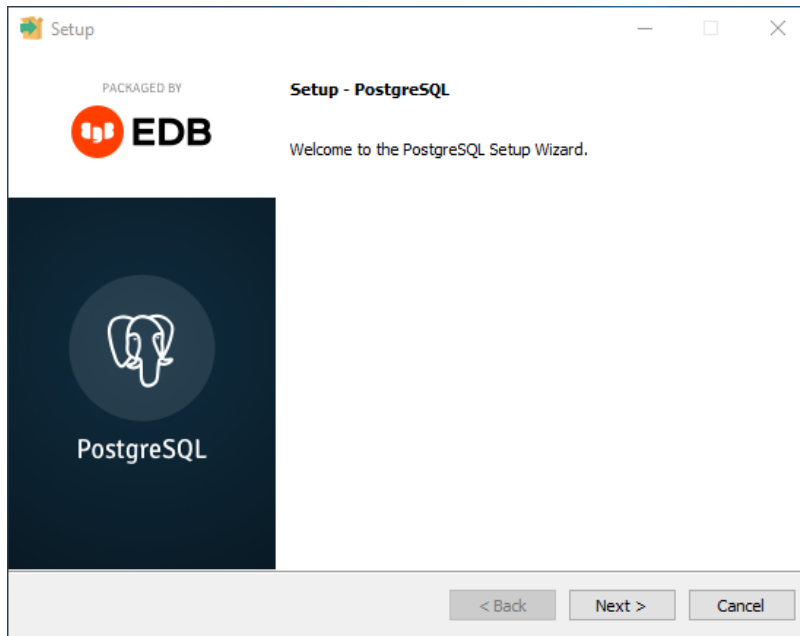 Setup
PACKAGED BY
EDB
Setup - PostgreSQL
Welcome to the PostgreSQL Setup Wizard.
PostgreSQL
< Back
Next >
Cancel